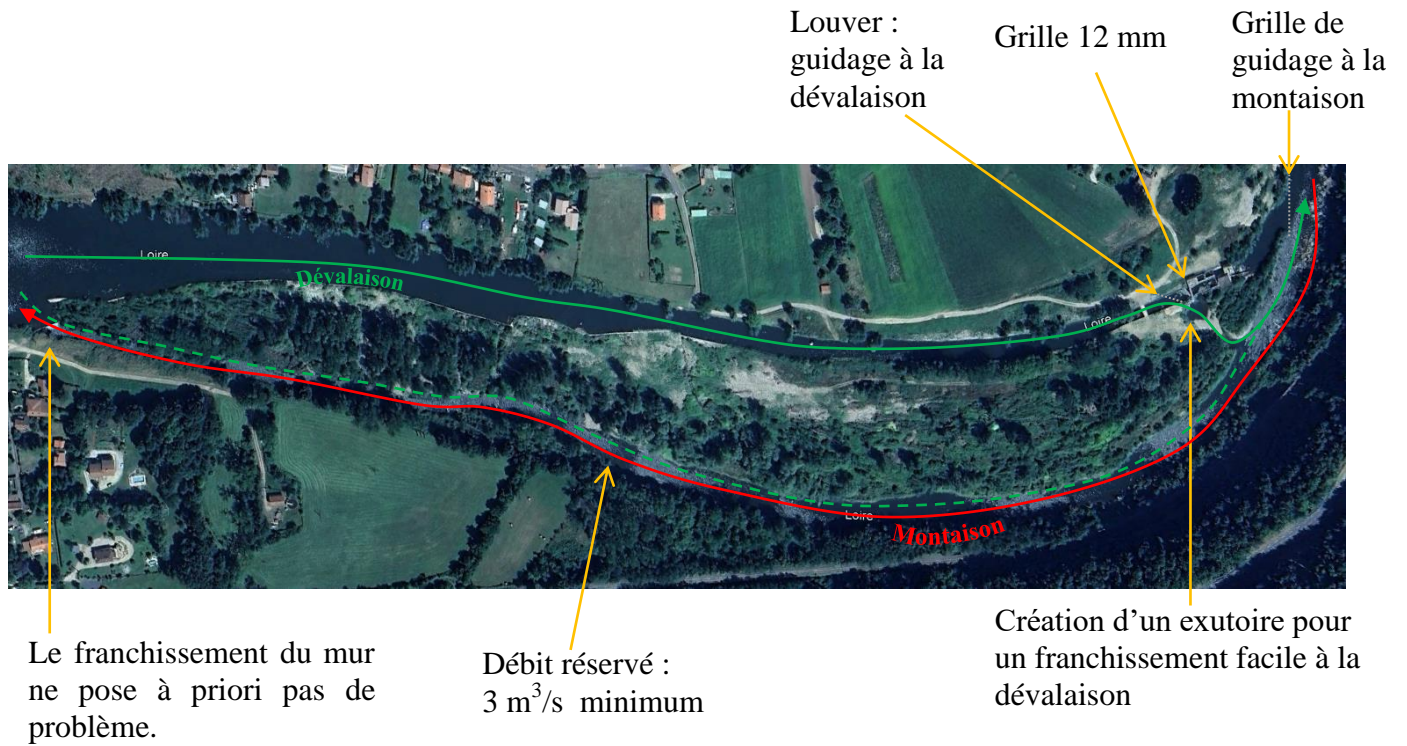 Louver :
guidage à la
dévalaison
Grille 12 mm
Grille de
guidage à la
montaison
Loire
Dévalaison
Loire
Loire
Montaison
Le franchissement du mur
ne pose à priori pas de
problème.
Débit réservé :
3 m³/s minimum
Création d’un exutoire pour
un franchissement facile à la
dévalaison